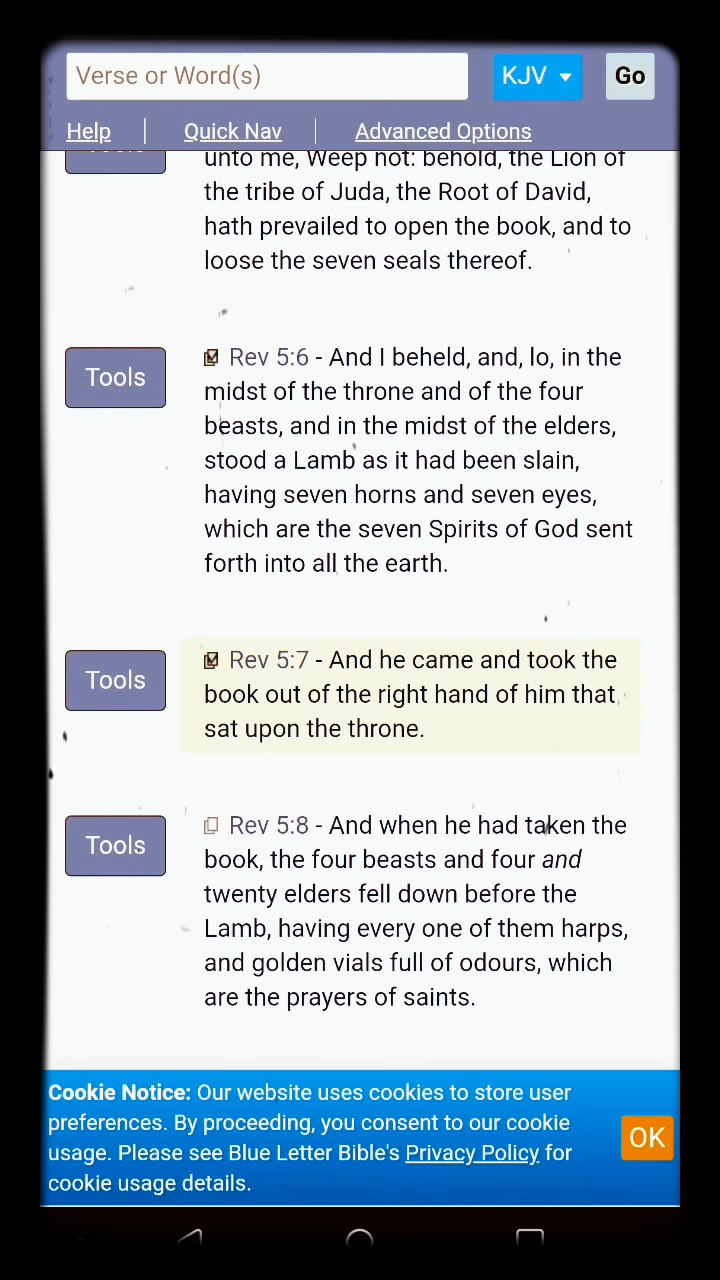 Verse or Word(s) KJV Go
Help Quick Nav Advanced Options
unto me, Weep not: behold, the Lion of
the tribe of Juda, the Root of David,
hath prevailed to open the book, and to
loose the seven seals thereof.
Tools Rev 5:6 - And I beheld, and, lo, in the
midst of the throne and of the four
beasts, and in the midst of the elders,
stood a Lamb as it had been slain,
having seven horns and seven eyes,
which are the seven Spirits of God sent
forth into all the earth.
Tools Rev 5:7 - And he came and took the
book out of the right hand of him that
sat upon the throne.
Tools Rev 5:8 - And when he had taken the
book, the four beasts and four and
twenty elders fell down before the
Lamb, having every one of them harps,
and golden vials full of odours, which
are the prayers of saints.
Cookie Notice: Our website uses cookies to store user
preferences. By proceeding, you consent to our cookie
usage. Please see Blue Letter Bible's Privacy Policy for
cookie usage details.
OK